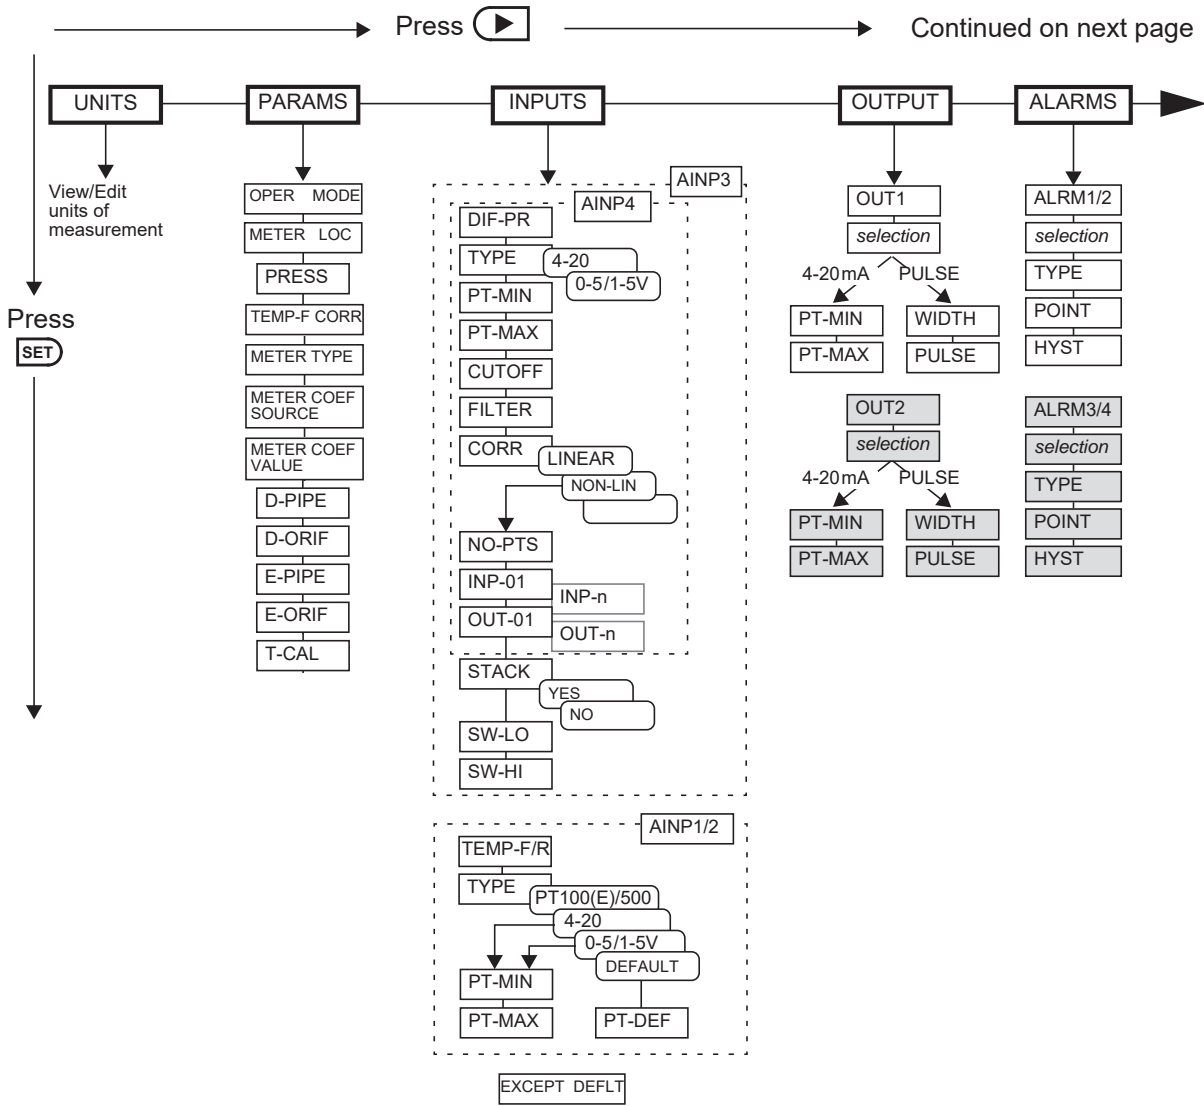 Press
Continued on next page
UNITS
PARAMS
INPUTS
OUTPUT
ALARMS
View/Edit
units of
measurement
Press
SET
OPER MODE
METER LOC
PRESS
TEMP-F CORR
METER TYPE
METER COEF
SOURCE
METER COEF
VALUE
D-PIPE
D-ORIF
E-PIPE
E-ORIF
T-CAL
AINP3
AINP4
DIF-PR
TYPE
4-20
0-5/1-5V
PT-MIN
PT-MAX
CUTOFF
FILTER
CORR
LINEAR
NON-LIN
NO-PTS
INP-01
INP-n
OUT-01
OUT-n
STACK
YES
NO
SW-LO
SW-HI
AINP1/2
TEMP-F/R
TYPE
PT100(E)/500
4-20
0-5/1-5V
DEFAULT
PT-MIN
PT-MAX
PT-DEF
EXCEPT DEFLT
OUT1
selection
4-20mA PULSE
PT-MIN WIDTH
PT-MAX PULSE
OUT2
selection
4-20mA PULSE
PT-MIN WIDTH
PT-MAX PULSE
ALRM1/2
selection
TYPE
POINT
HYST
ALRM3/4
selection
TYPE
POINT
HYST